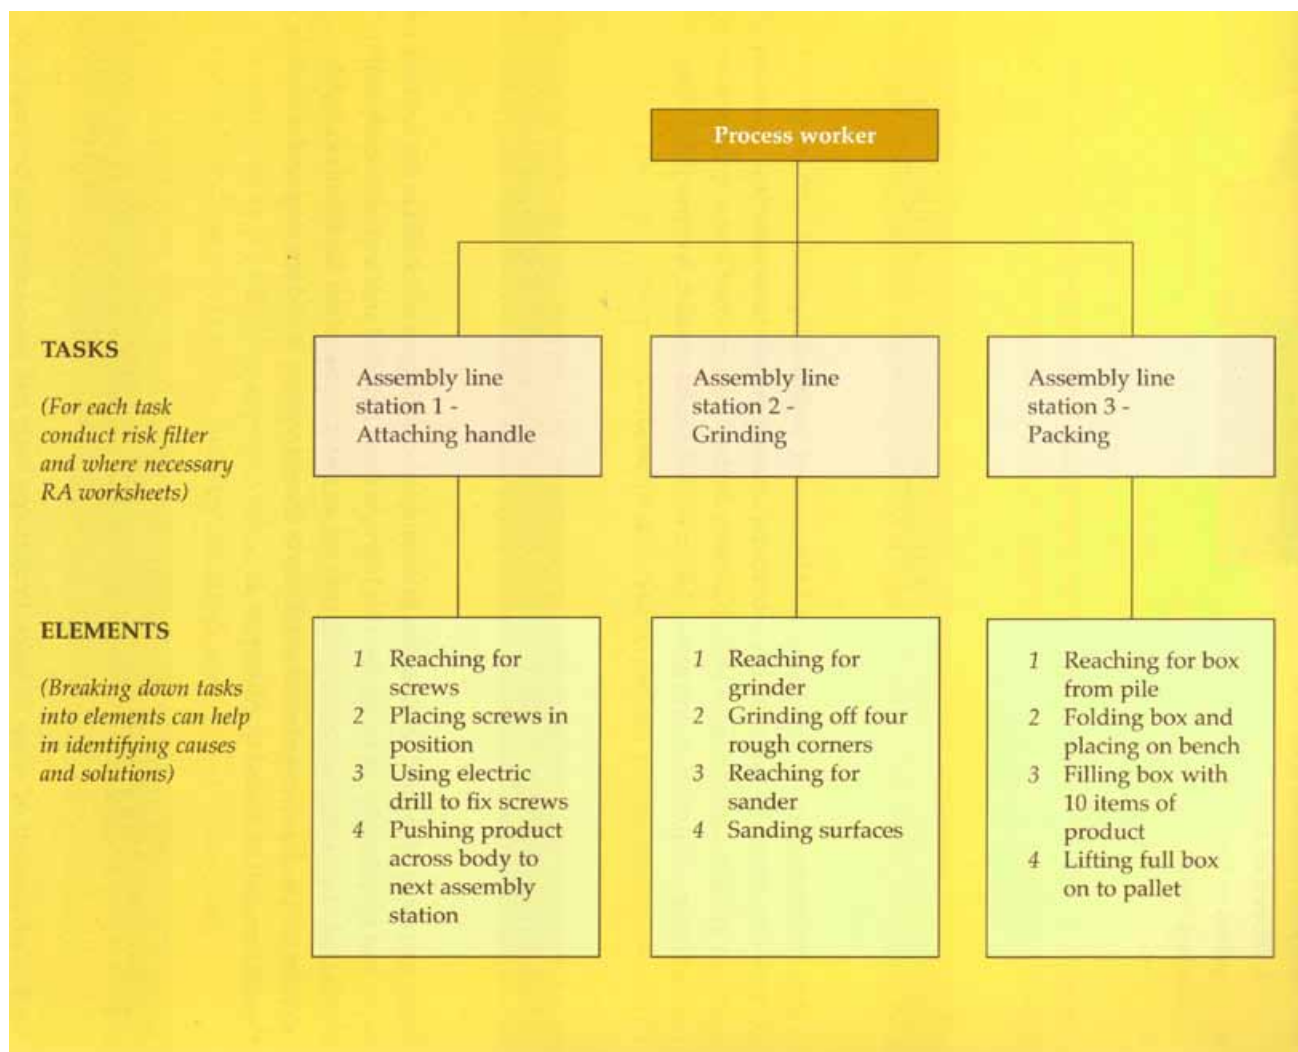 Process worker
TASKS
(For each task
conduct risk filter
and where necessary
RA worksheets)
Assembly line
station 1 -
Attaching handle
Assembly line
station 2 -
Grinding
Assembly line
station 3 -
Packing
ELEMENTS
(Breaking down tasks
into elements can help
in identifying causes
and solutions)
1 Reaching for
screws
2 Placing screws in
position
3 Using electric
drill to fix screws
4 Pushing product
across body to
next assembly
station
1 Reaching for
grinder
2 Grinding off four
rough corners
3 Reaching for
sander
4 Sanding surfaces
1 Reaching for box
from pile
2 Folding box and
placing on bench
3 Filling box with
10 items of
product
4 Lifting full box
on to pallet